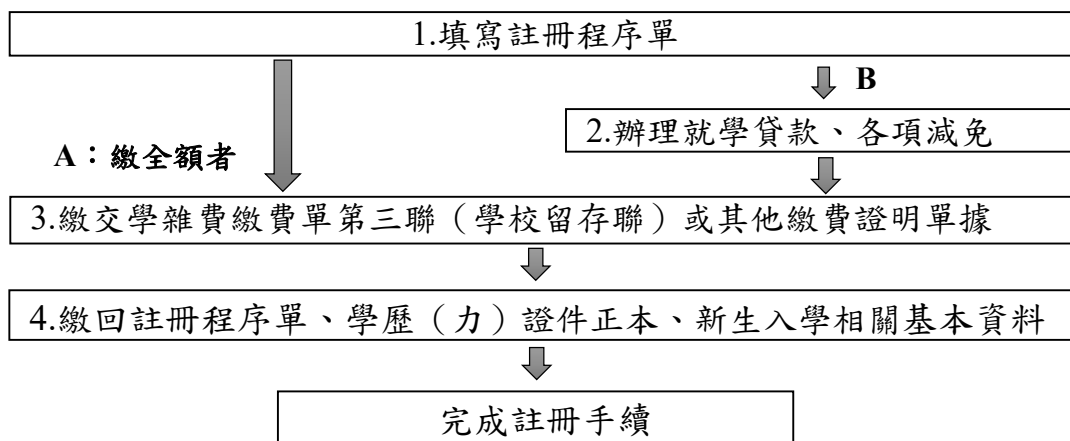 1.填寫註冊程序單
B
2.辦理就學貸款、各項減免
A：繳全額者
3.繳交學雜費繳費單第三聯（學校留存聯）或其他繳費證明單據
4.繳回註冊程序單、學歷（力）證件正本、新生入學相關基本資料
完成註冊手續